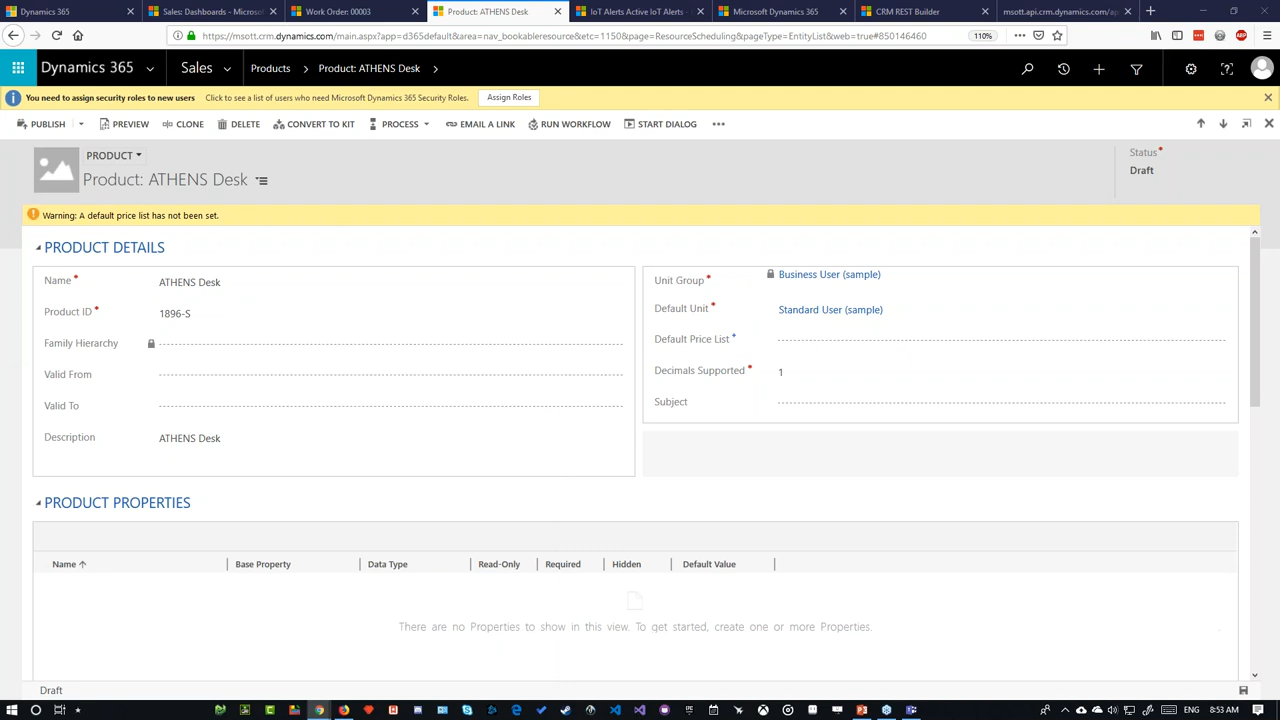 Dynamics 365
Sales: Dashboards - Microsof
Work Order: 00003
Product: ATHENS Desk
IoT Alerts Active IoT Alerts -
Microsoft Dynamics 365
CRM REST Builder
msott.api.crm.dynamics.com/ap
https://msott.crm.dynamics.com/main.aspx?app=d365default&area=nav_bookableresource&etc=1150&page=ResourceScheduling&pageType=EntityList&web=true#850146460
110%
Dynamics 365
Sales
Products
Product: ATHENS Desk
You need to assign security roles to new users
Click to see a list of users who need Microsoft Dynamics 365 Security Roles.
Assign Roles
PUBLISH
PREVIEW
CLONE
DELETE
CONVERT TO KIT
PROCESS
EMAIL A LINK
RUN WORKFLOW
START DIALOG
PRODUCT
Product: ATHENS Desk
Status*
Draft
Warning: A default price list has not been set.
PRODUCT DETAILS
Name*
ATHENS Desk
Product ID*
1896-S
Family Hierarchy
Valid From
Valid To
Description
ATHENS Desk
Unit Group*
Business User (sample)
Default Unit*
Standard User (sample)
Default Price List*
Decimals Supported*
1
Subject
PRODUCT PROPERTIES
Name
Base Property
Data Type
Read-Only
Required
Hidden
Default Value
There are no Properties to show in this view. To get started, create one or more Properties.
Draft
8:53 AM